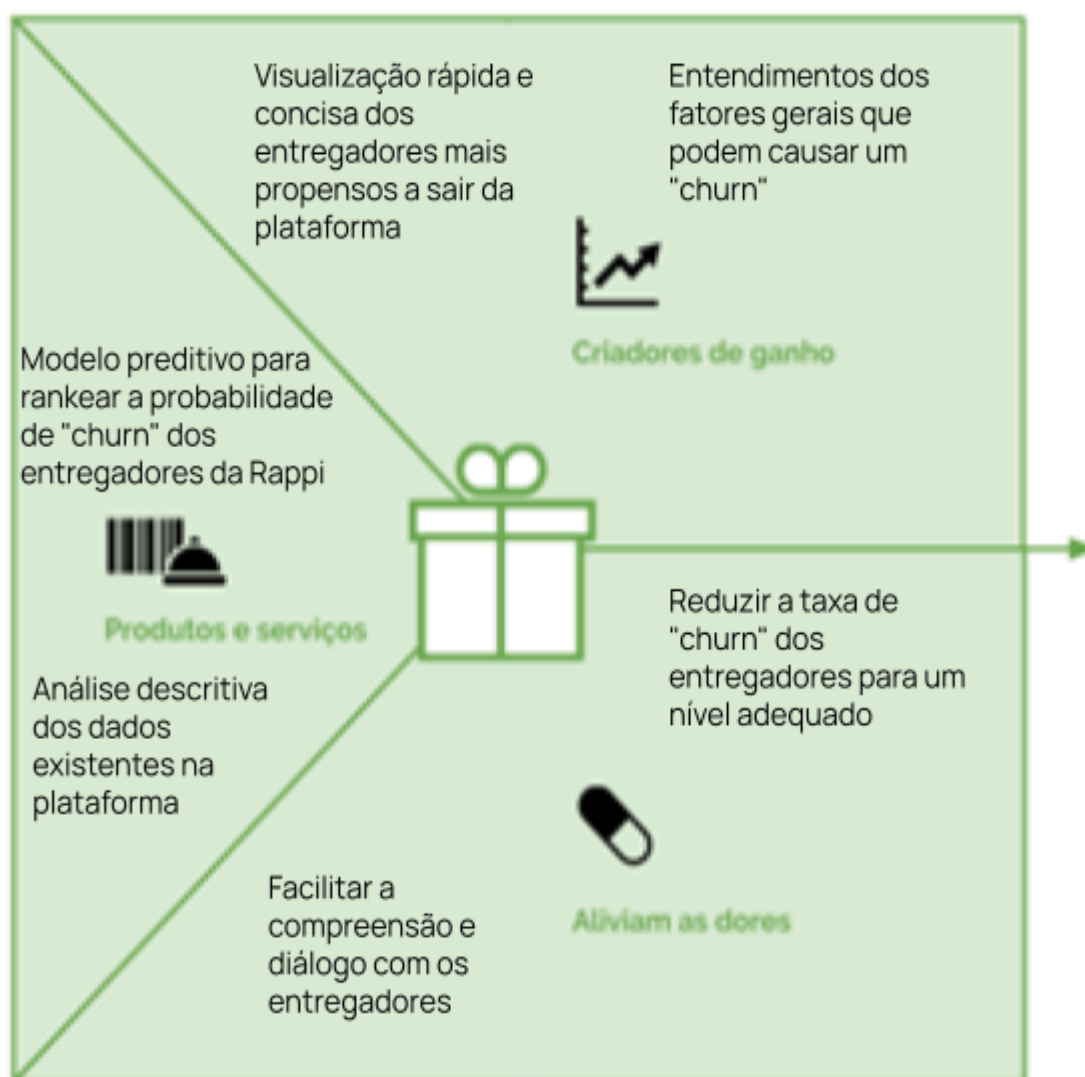 Visualização rápida e
concisa dos
entregadores mais
propensos a sair da
plataforma
Entendimentos dos
fatores gerais que
podem causar um
"churn"
Criadores de ganho
Modelo preditivo para
rankear a probabilidade
de "churn" dos
entregadores da Rappi
Produtos e serviços
Análise descritiva
dos dados
existentes na
plataforma
Reduzir a taxa de
"churn" dos
entregadores para um
nível adequado
Aliviam as dores
Facilitar a
compreensão e
diálogo com os
entregadores